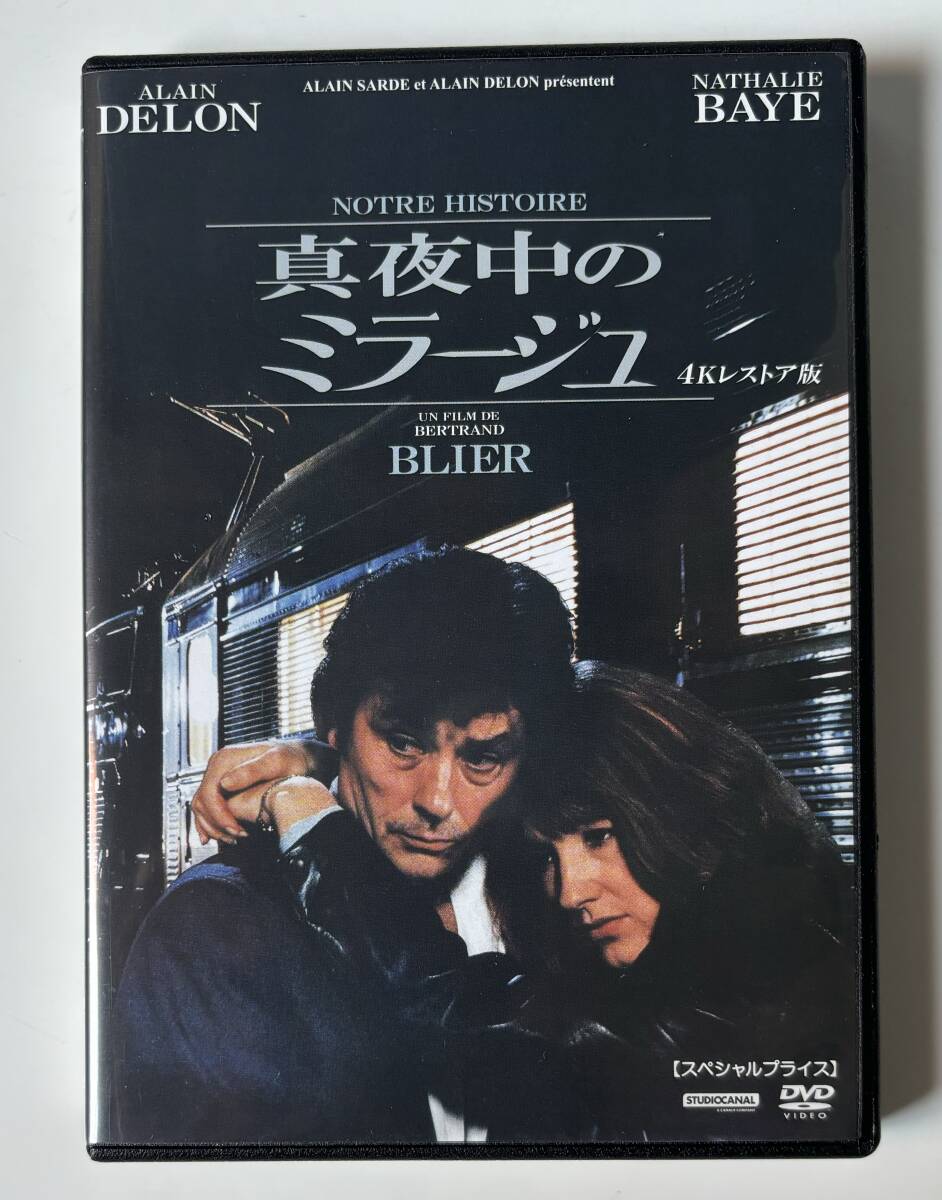 ALAIN
DELON
ALAIN SARDE et ALAIN DELON présentent
NATHALIE
BAYE
NOTRE HISTOIRE
真夜中の
ミラージュ
4Kレストア版
UN FILM DE
BERTRAND
BLIER
【スペシャルプライス】
STUDIOCANAL
A CANAL+ COMPANY
DVD
VIDEO